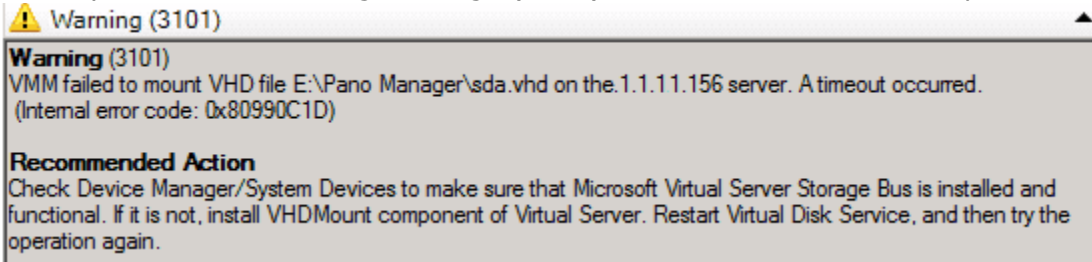 Warning (3101)
Warning (3101)
VMM failed to mount VHD file E:\Pano Manager\sda.vhd on the.1.1.11.156 server. A timeout occurred.
(Internal error code: 0x80990C1D)
Recommended Action
Check Device Manager/System Devices to make sure that Microsoft Virtual Server Storage Bus is installed and
functional. If it is not, install VHDMount component of Virtual Server. Restart Virtual Disk Service, and then try the
operation again.